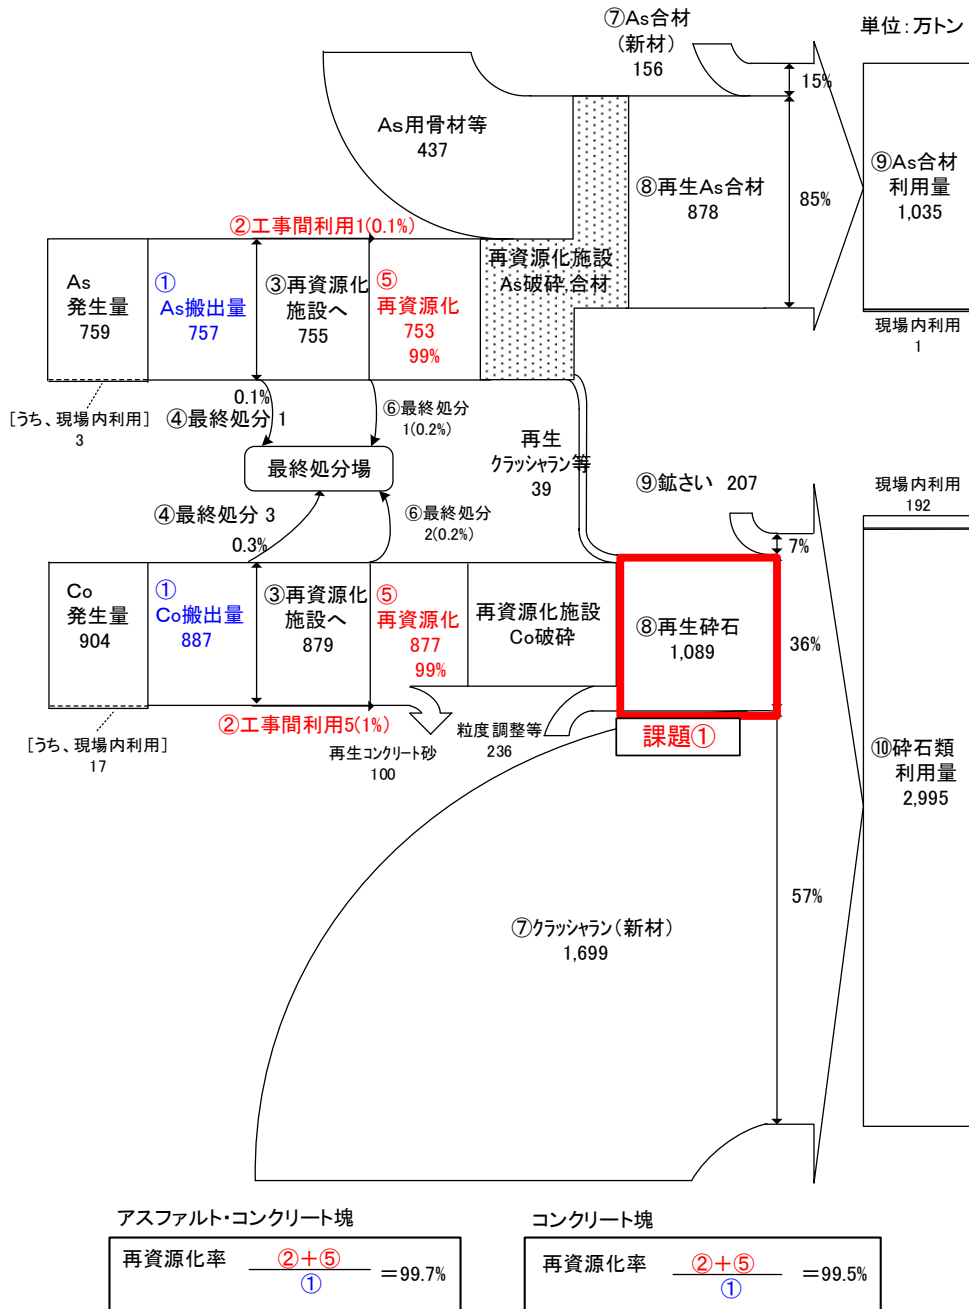 単位：万トン
⑦As合材
（新材）
156
15%
As用骨材等
437
⑧再生As合材
878
85%
⑨As合材
利用量
1,035
②工事間利用1(0.1%)
As
発生量
759
①
As搬出量
757
③再資源化
施設へ
755
⑤
再資源化
753
99%
再資源化施設
As破砕,合材
現場内利用
1
[うち、現場内利用]
3
0.1%
④最終処分 1
⑥最終処分
1(0.2%)
最終処分場
再生
クラッシャラン等
39
④最終処分 3
0.3%
⑥最終処分
2(0.2%)
⑨鉱さい 207
7%
現場内利用
192
Co
発生量
904
①
Co搬出量
887
③再資源化
施設へ
879
⑤
再資源化
877
99%
再資源化施設
Co破砕
⑧再生砕石
1,089
36%
[うち、現場内利用]
17
②工事間利用5(1%)
再生コンクリート砂
100
粒度調整等
236
課題①
⑩砕石類
利用量
2,995
57%
⑦クラッシャラン（新材）
1,699
アスファルト・コンクリート塊
再資源化率 ②＋⑤ ＝99.7%
①
コンクリート塊
再資源化率 ②＋⑤ ＝99.5%
①